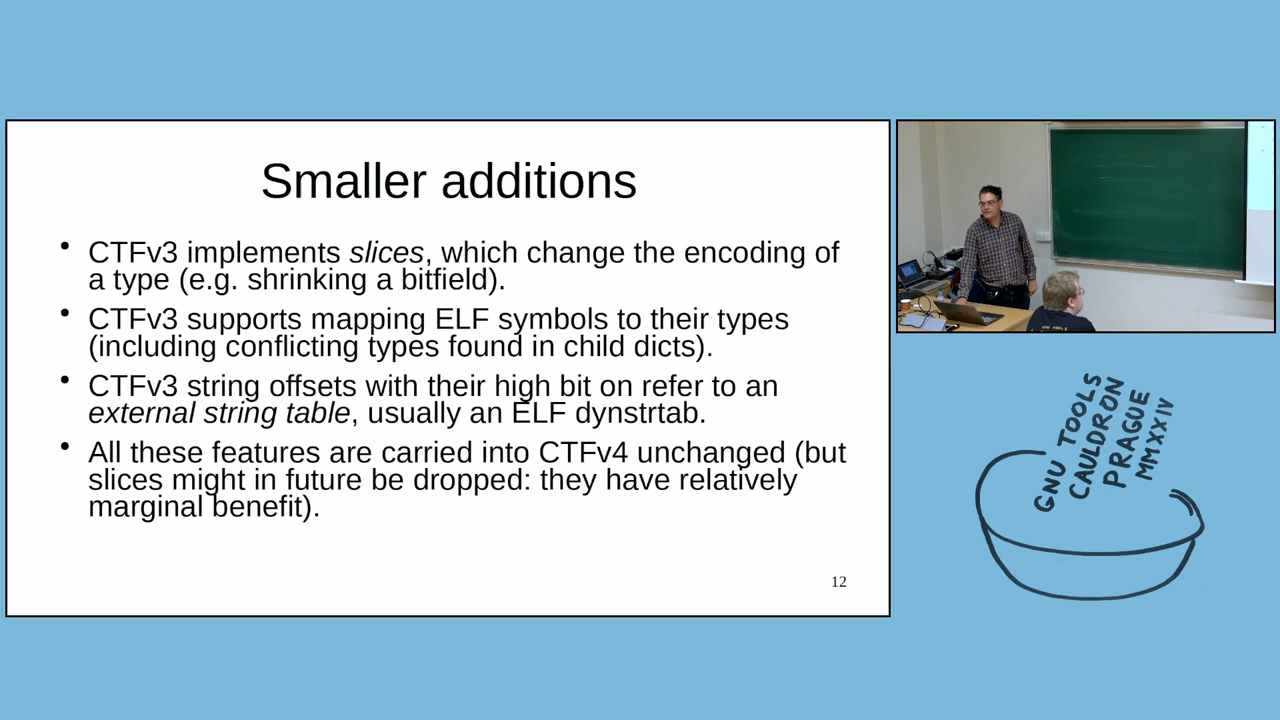 Smaller additions
• CTFv3 implements slices, which change the encoding of
a type (e.g. shrinking a bitfield).
• CTFv3 supports mapping ELF symbols to their types
(including conflicting types found in child dicts).
• CTFv3 string offsets with their high bit on refer to an
external string table, usually an ELF dynstrtab.
• All these features are carried into CTFv4 unchanged (but
slices might in future be dropped: they have relatively
marginal benefit).
12
GNU TOOLS
CAULDRON
PRAGUE
MMXXIV